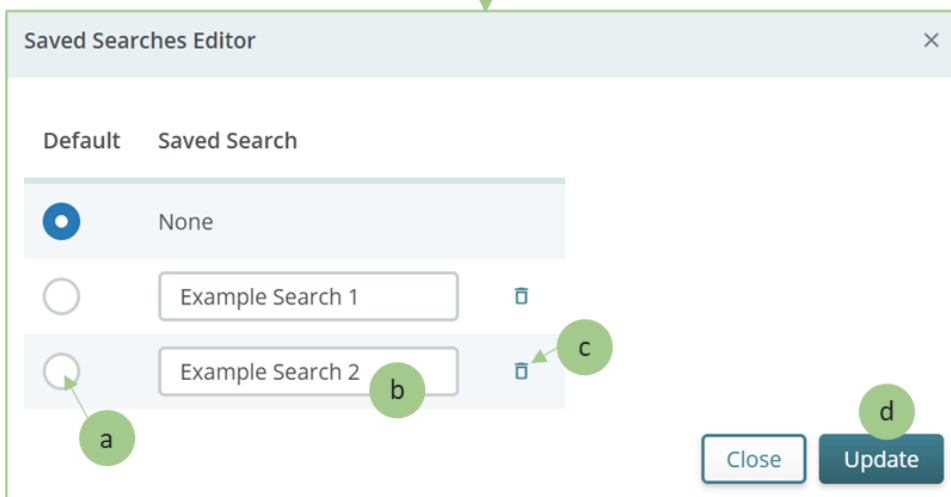 Saved Searches Editor
Default Saved Search
None
Example Search 1
Example Search 2
c
b
a
d
Close Update